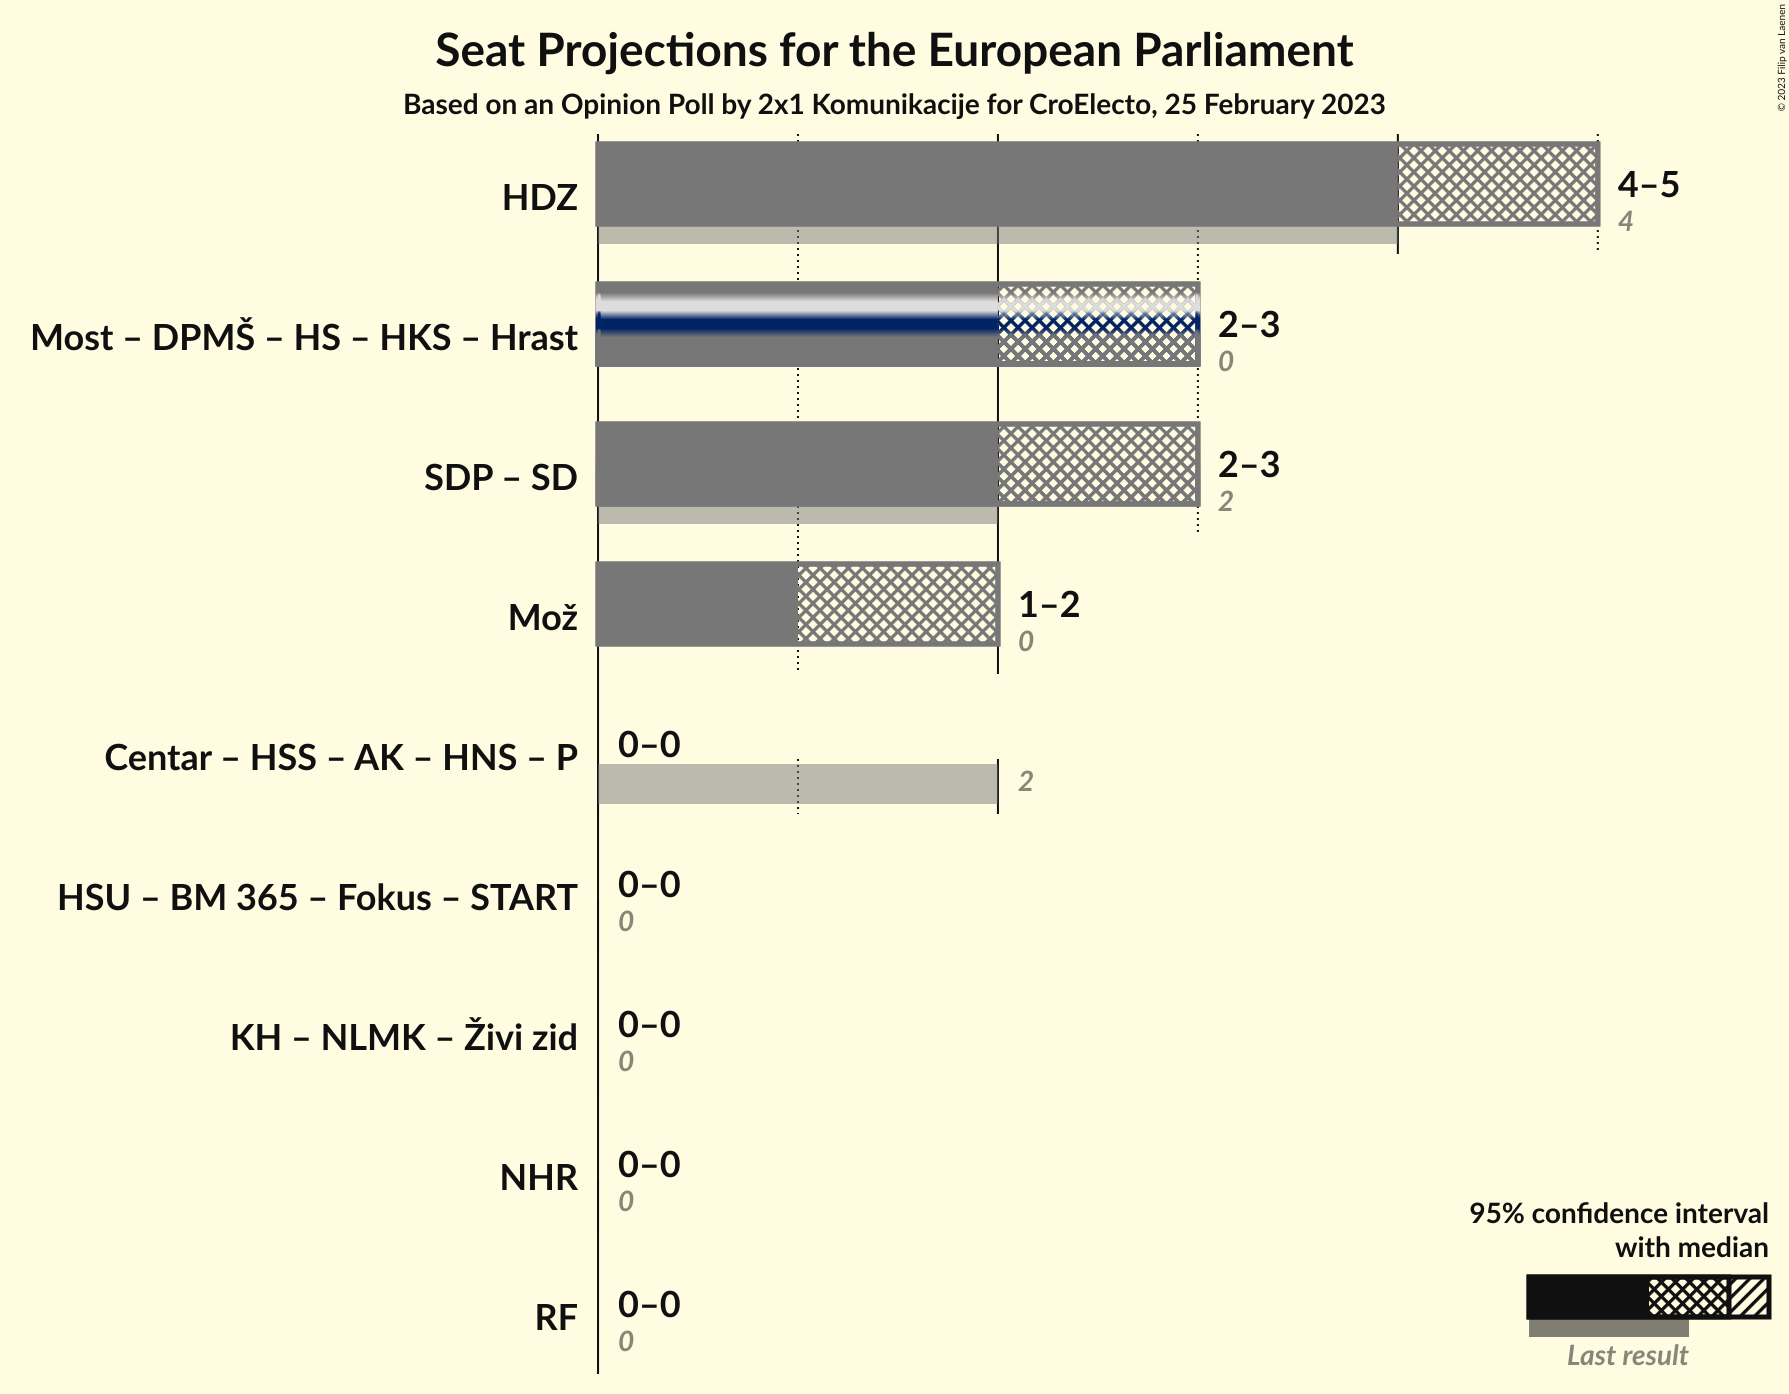 Seat Projections for the European Parliament
Based on an Opinion Poll by 2x1 Komunikacije for CroElecto, 25 February 2023
© 2023 Filip van Laenen
HDZ
4–5
4
Most – DPMŠ – HS – HKS – Hrast
2–3
0
SDP – SD
2–3
2
Mož
1–2
0
Centar – HSS – AK – HNS – P
0–0
2
HSU – BM 365 – Fokus – START
0–0
0
KH – NLMK – Živi zid
0–0
0
NHR
0–0
0
RF
0–0
0
95% confidence interval
with median
Last result